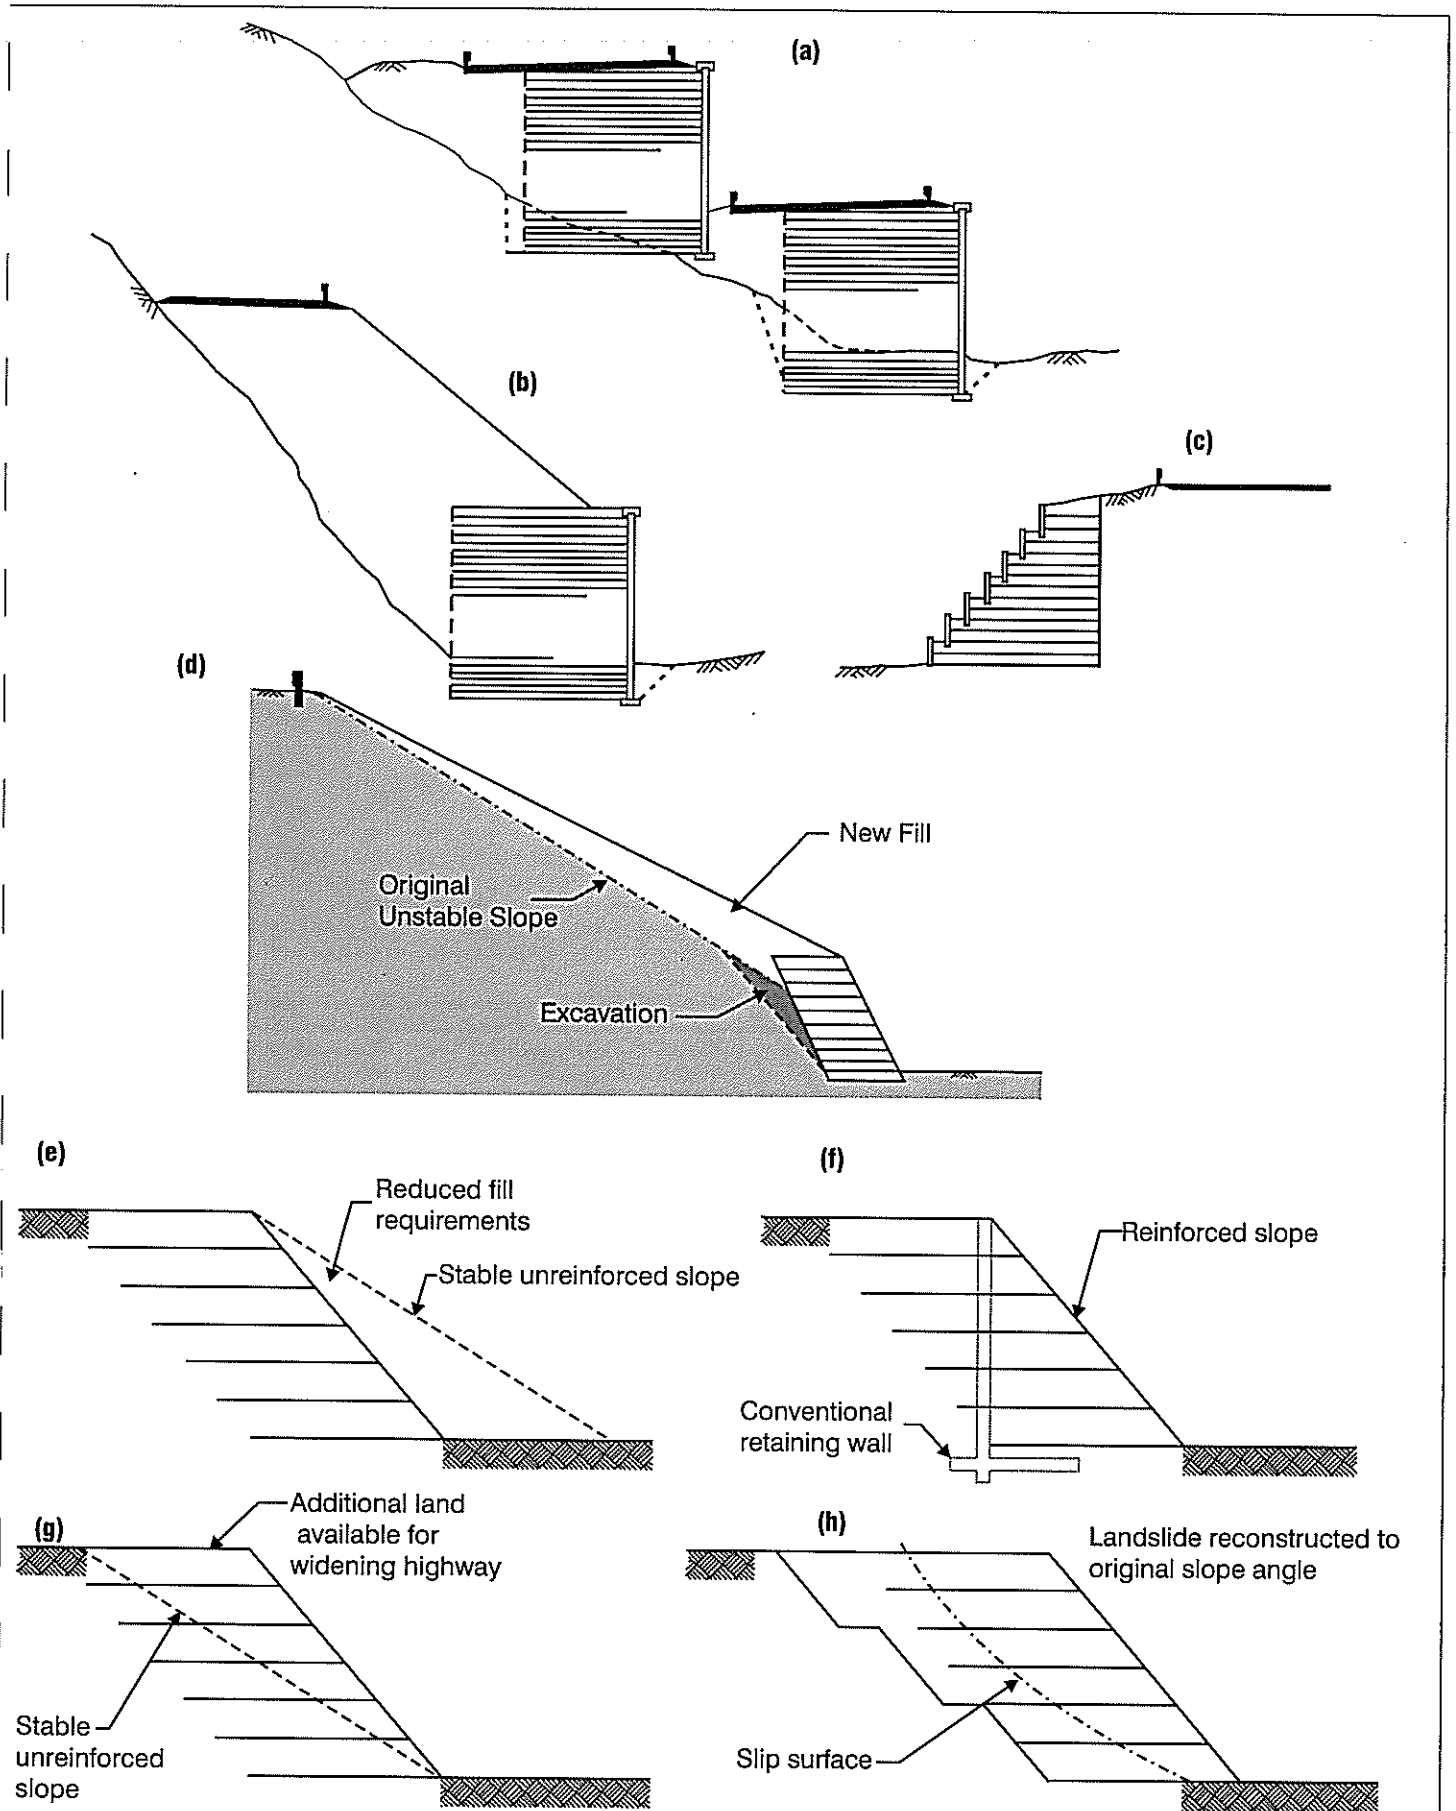 (a)
(b)
(c)
(d)
New Fill
Original
Unstable Slope
Excavation
(e)
Reduced fill
requirements
Stable unreinforced slope
(f)
Reinforced slope
Conventional
retaining wall
(g)
Additional land
available for
widening highway
Stable
unreinforced
slope
(h)
Landslide reconstructed to
original slope angle
Slip surface